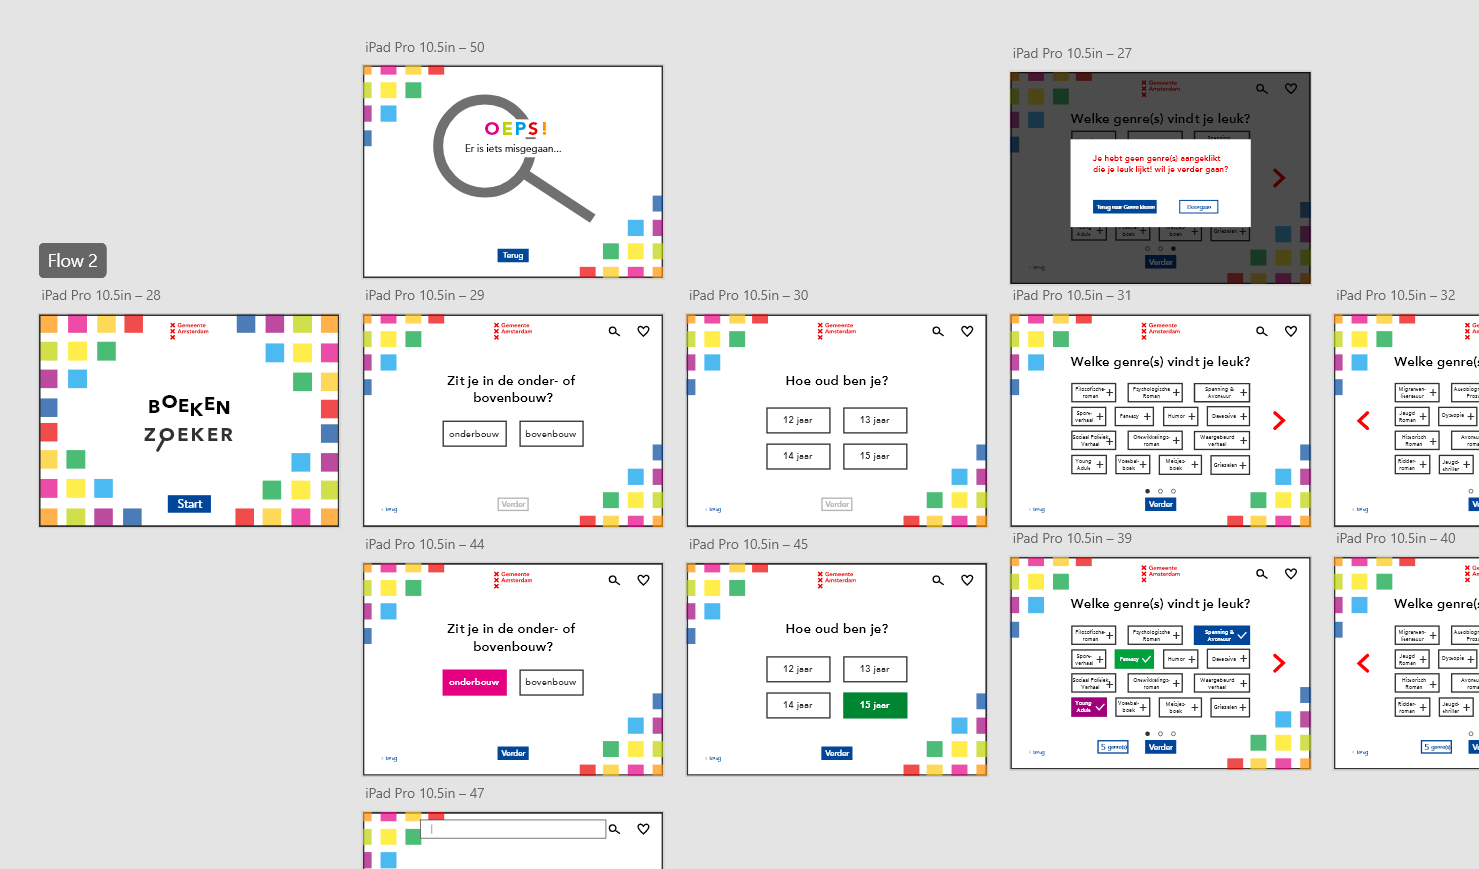 iPad Pro 10.5in – 50
OEPS!
Er is iets misgegaan...
Terug
iPad Pro 10.5in – 27
Gemeente
Amsterdam
Welke genre(s) vindt je leuk?
Je hebt geen genre(s) aangeklikt
die je leuk lijkt! wil je verder gaan?
Terug naar Genre kiezen
Doorgaan
Verder
Flow 2
iPad Pro 10.5in – 28
Gemeente
Amsterdam
BOEKEN
ZOEKER
Start
iPad Pro 10.5in – 29
Gemeente
Amsterdam
Zit je in de onder- of
bovenbouw?
onderbouw
bovenbouw
Verder
‹ Terug
iPad Pro 10.5in – 30
Gemeente
Amsterdam
Hoe oud ben je?
12 jaar
13 jaar
14 jaar
15 jaar
Verder
‹ Terug
iPad Pro 10.5in – 31
Gemeente
Amsterdam
Welke genre(s) vindt je leuk?
Filosofische-
roman
Psychologische
Roman
Spanning &
Avontuur
Sport-
verhaal
Fantasy
Humor
Detective
Sociaal Politiek
Verhaal
Ontwikkelings-
roman
Waargebeurd
verhaal
Young
Adult
Voetbal-
boek
Meisjes-
boek
Griezelen
Verder
‹ Terug
iPad Pro 10.5in – 32
Welke genre(s)
Migranten-
literatuur
Jeugd
Roman
Dystopie
Historisch
Roman
Ridder-
roman
Jeugd-
thriller
‹ Terug
iPad Pro 10.5in – 44
Gemeente
Amsterdam
Zit je in de onder- of
bovenbouw?
onderbouw
bovenbouw
Verder
‹ Terug
iPad Pro 10.5in – 45
Gemeente
Amsterdam
Hoe oud ben je?
12 jaar
13 jaar
14 jaar
15 jaar
Verder
‹ Terug
iPad Pro 10.5in – 39
Gemeente
Amsterdam
Welke genre(s) vindt je leuk?
Filosofische-
roman
Psychologische
Roman
Spanning &
Avontuur
Sport-
verhaal
Fantasy
Humor
Detective
Sociaal Politiek
Verhaal
Ontwikkelings-
roman
Waargebeurd
verhaal
Young
Adult
Voetbal-
boek
Meisjes-
boek
Griezelen
5 genre(s)
Verder
‹ Terug
iPad Pro 10.5in – 40
Welke genre(s)
Migranten-
literatuur
Jeugd
Roman
Dystopie
Historisch
Roman
Ridder-
roman
Jeugd-
thriller
5 genre(s)
‹ Terug
iPad Pro 10.5in – 47